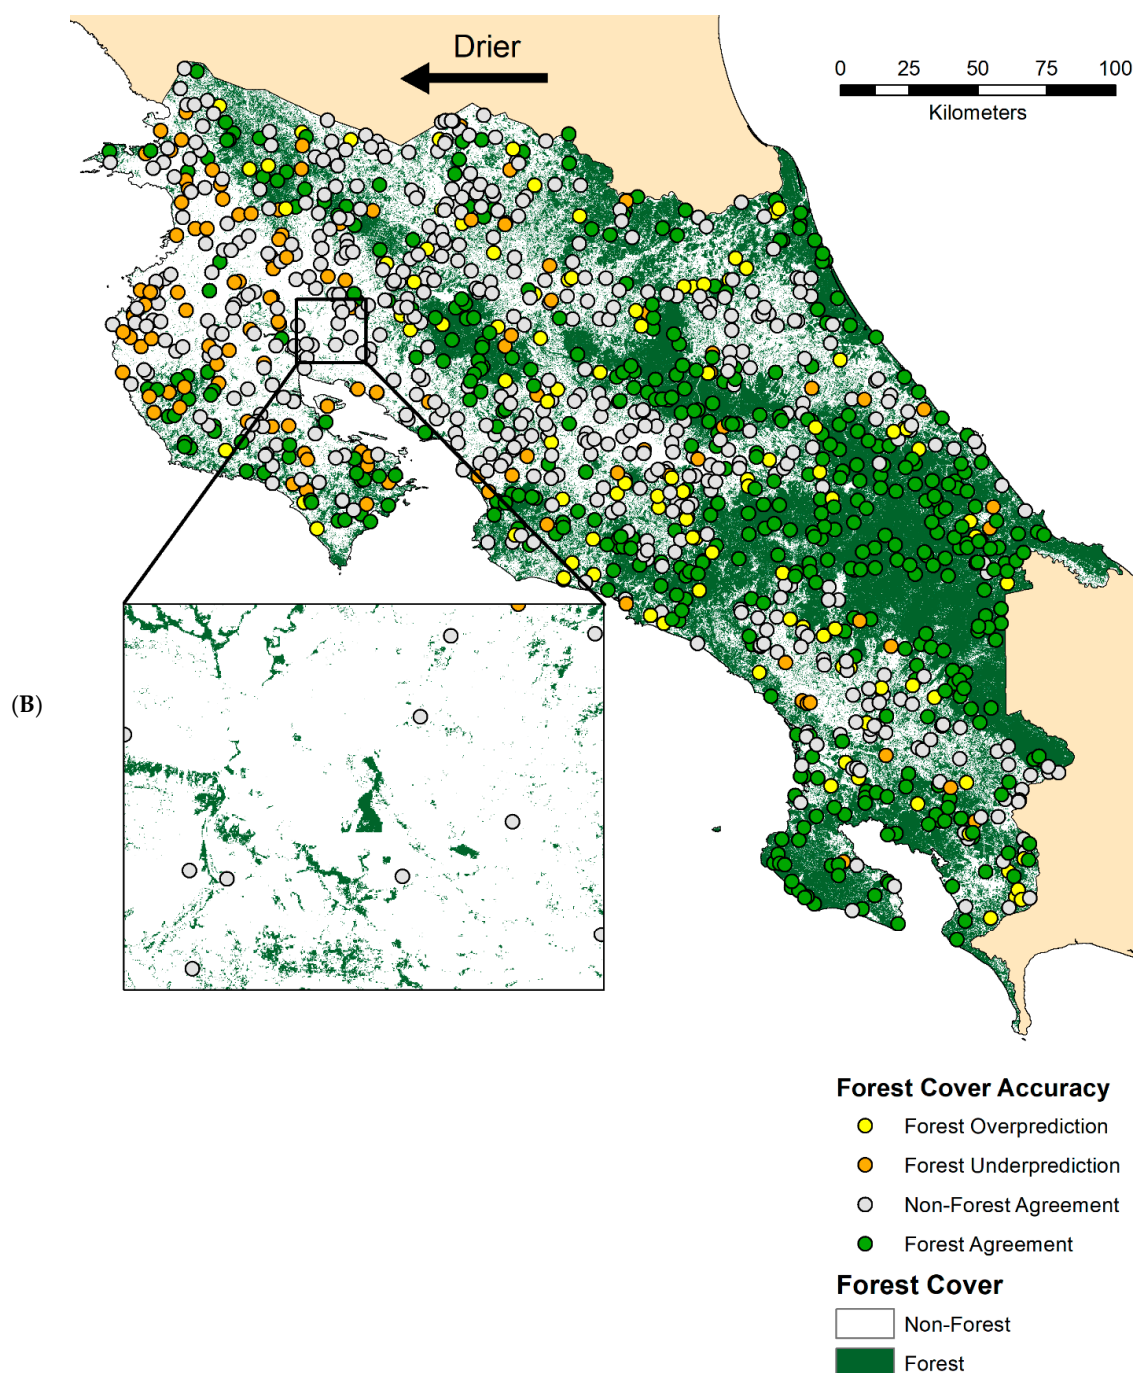 Drier
0 25 50 75 100
Kilometers
(B)
Forest Cover Accuracy
Forest Overprediction
Forest Underprediction
Non-Forest Agreement
Forest Agreement
Forest Cover
Non-Forest
Forest